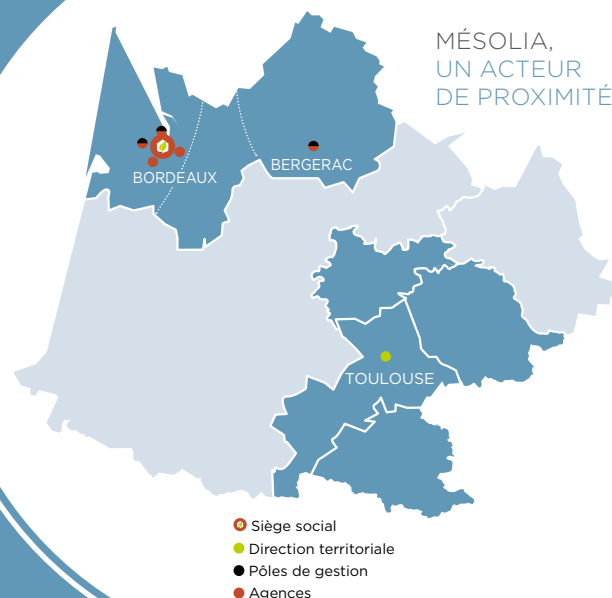 MÉSOLIA,
UN ACTEUR
DE PROXIMITÉ
BORDEAUX
BERGERAC
TOULOUSE
Siège social
Direction territoriale
Pôles de gestion
Agences